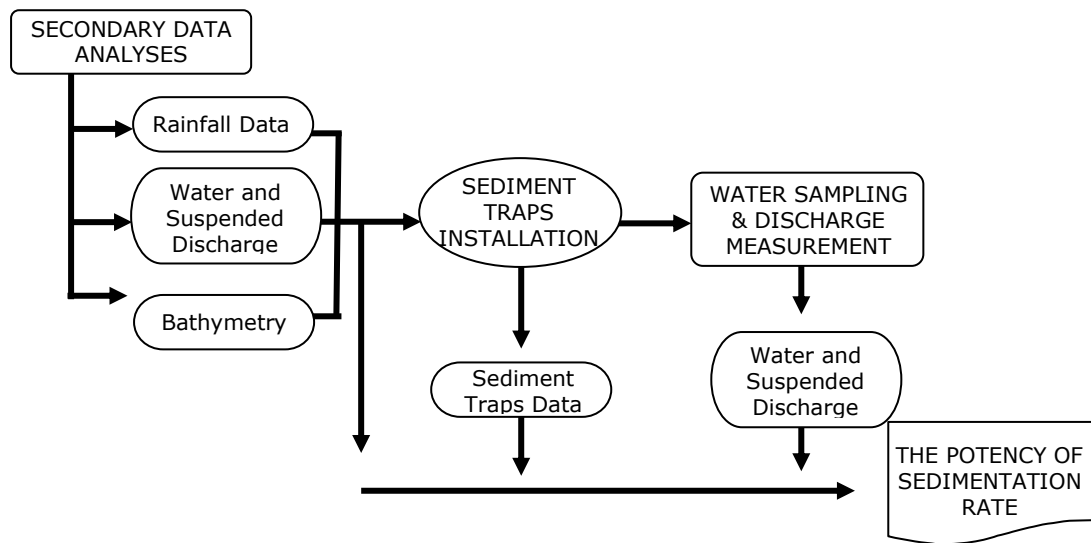 SECONDARY DATA
ANALYSES
Rainfall Data
Water and
Suspended
Discharge
Bathymetry
SEDIMENT
TRAPS
INSTALLATION
Sediment
Traps Data
WATER SAMPLING
& DISCHARGE
MEASUREMENT
Water and
Suspended
Discharge
THE POTENCY OF
SEDIMENTATION
RATE